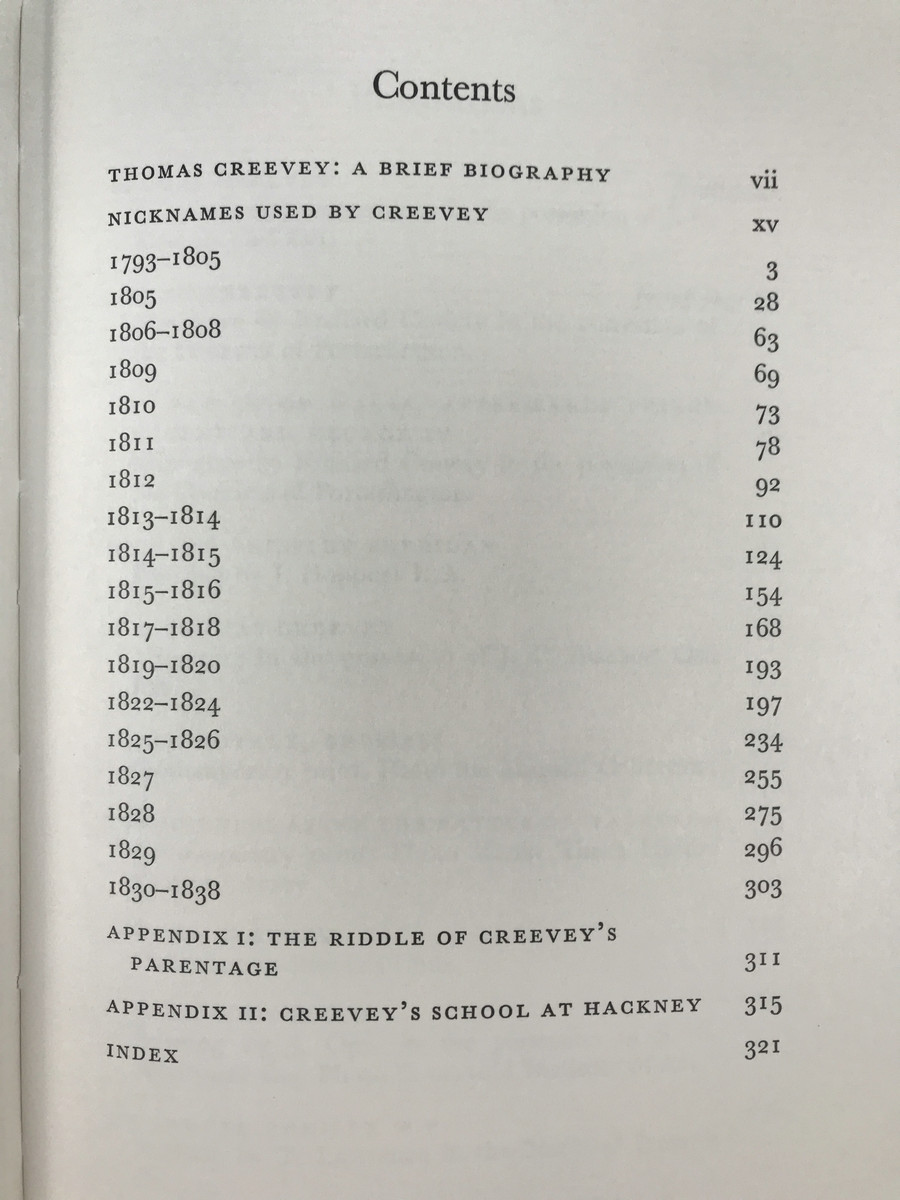 Contents
THOMAS CREEVEY: A BRIEF BIOGRAPHY vii
NICKNAMES USED BY CREEVEY xv
1793–1805 3
1805 28
1806–1808 63
1809 69
1810 73
1811 78
1812 92
1813–1814 110
1814–1815 124
1815–1816 154
1817–1818 168
1819–1820 193
1822–1824 197
1825–1826 234
1827 255
1828 275
1829 296
1830–1838 303
APPENDIX I: THE RIDDLE OF CREEVEY'S
PARENTAGE 311
APPENDIX II: CREEVEY'S SCHOOL AT HACKNEY 315
INDEX 321